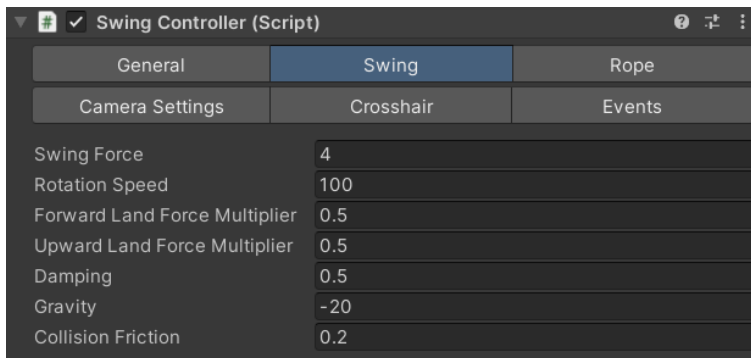 Swing Controller (Script)
General Swing Rope
Camera Settings Crosshair Events
Swing Force 4
Rotation Speed 100
Forward Land Force Multiplier 0.5
Upward Land Force Multiplier 0.5
Damping 0.5
Gravity -20
Collision Friction 0.2